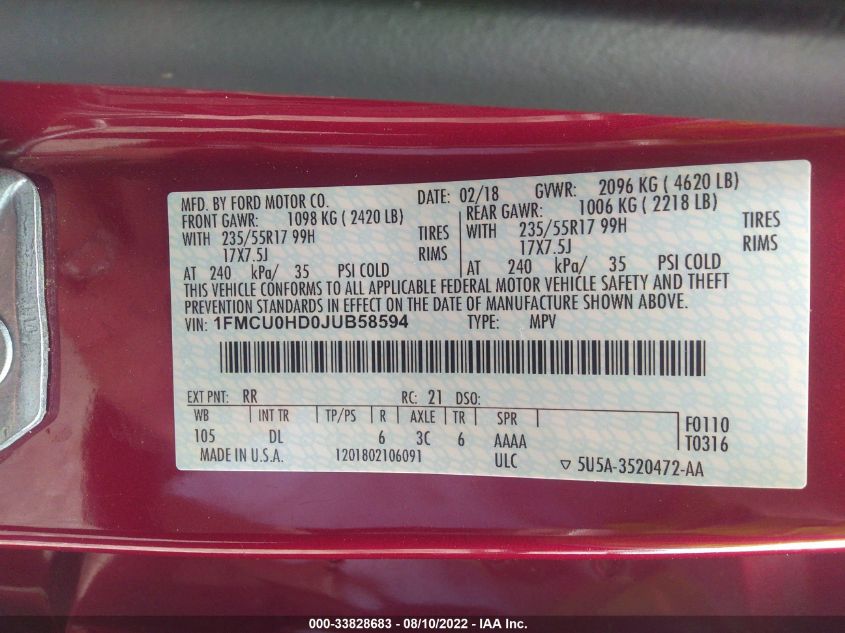 MFD. BY FORD MOTOR CO. DATE: 02/18 GVWR: 2096 KG ( 4620 LB)
FRONT GAWR: 1098 KG ( 2420 LB) REAR GAWR: 1006 KG ( 2218 LB)
WITH 235/55R17 99H TIRES WITH 235/55R17 99H TIRES
17X7.5J RIMS 17X7.5J RIMS
AT 240 kPa/ 35 PSI COLD AT 240 kPa/ 35 PSI COLD
THIS VEHICLE CONFORMS TO ALL APPLICABLE FEDERAL MOTOR VEHICLE SAFETY AND THEFT
PREVENTION STANDARDS IN EFFECT ON THE DATE OF MANUFACTURE SHOWN ABOVE.
VIN: 1FMCU0HD0JUB58594 TYPE: MPV
EXT PNT: RR RC: 21 DSO:
WB INT TR TP/PS R AXLE TR SPR F0110
105 DL 6 3C 6 AAAA T0316
MADE IN U.S.A. 1201802106091 ULC ▽ 5U5A-3520472-AA
000-33828683 - 08/10/2022 - IAA Inc.